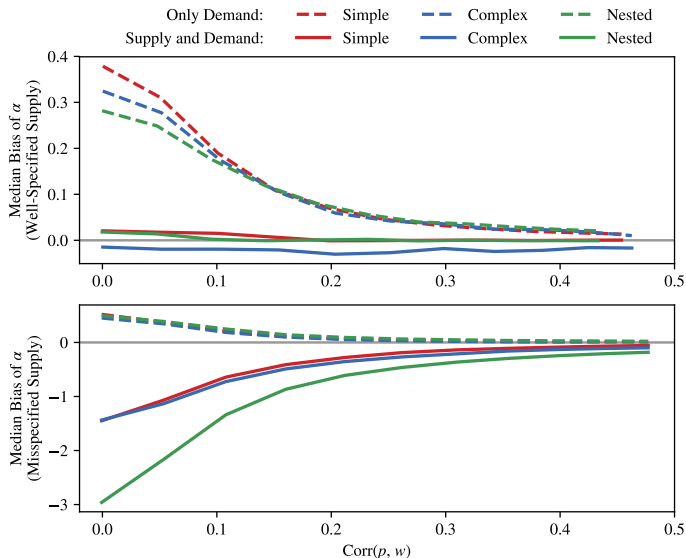 Only Demand: Simple Complex Nested
Supply and Demand: Simple Complex Nested
Median Bias of α
(Well-Specified Supply)
0.4
0.3
0.2
0.1
0.0
0.0 0.1 0.2 0.3 0.4 0.5
Median Bias of α
(Misspecified Supply)
0
−1
−2
−3
0.0 0.1 0.2 0.3 0.4 0.5
Corr(p, w)